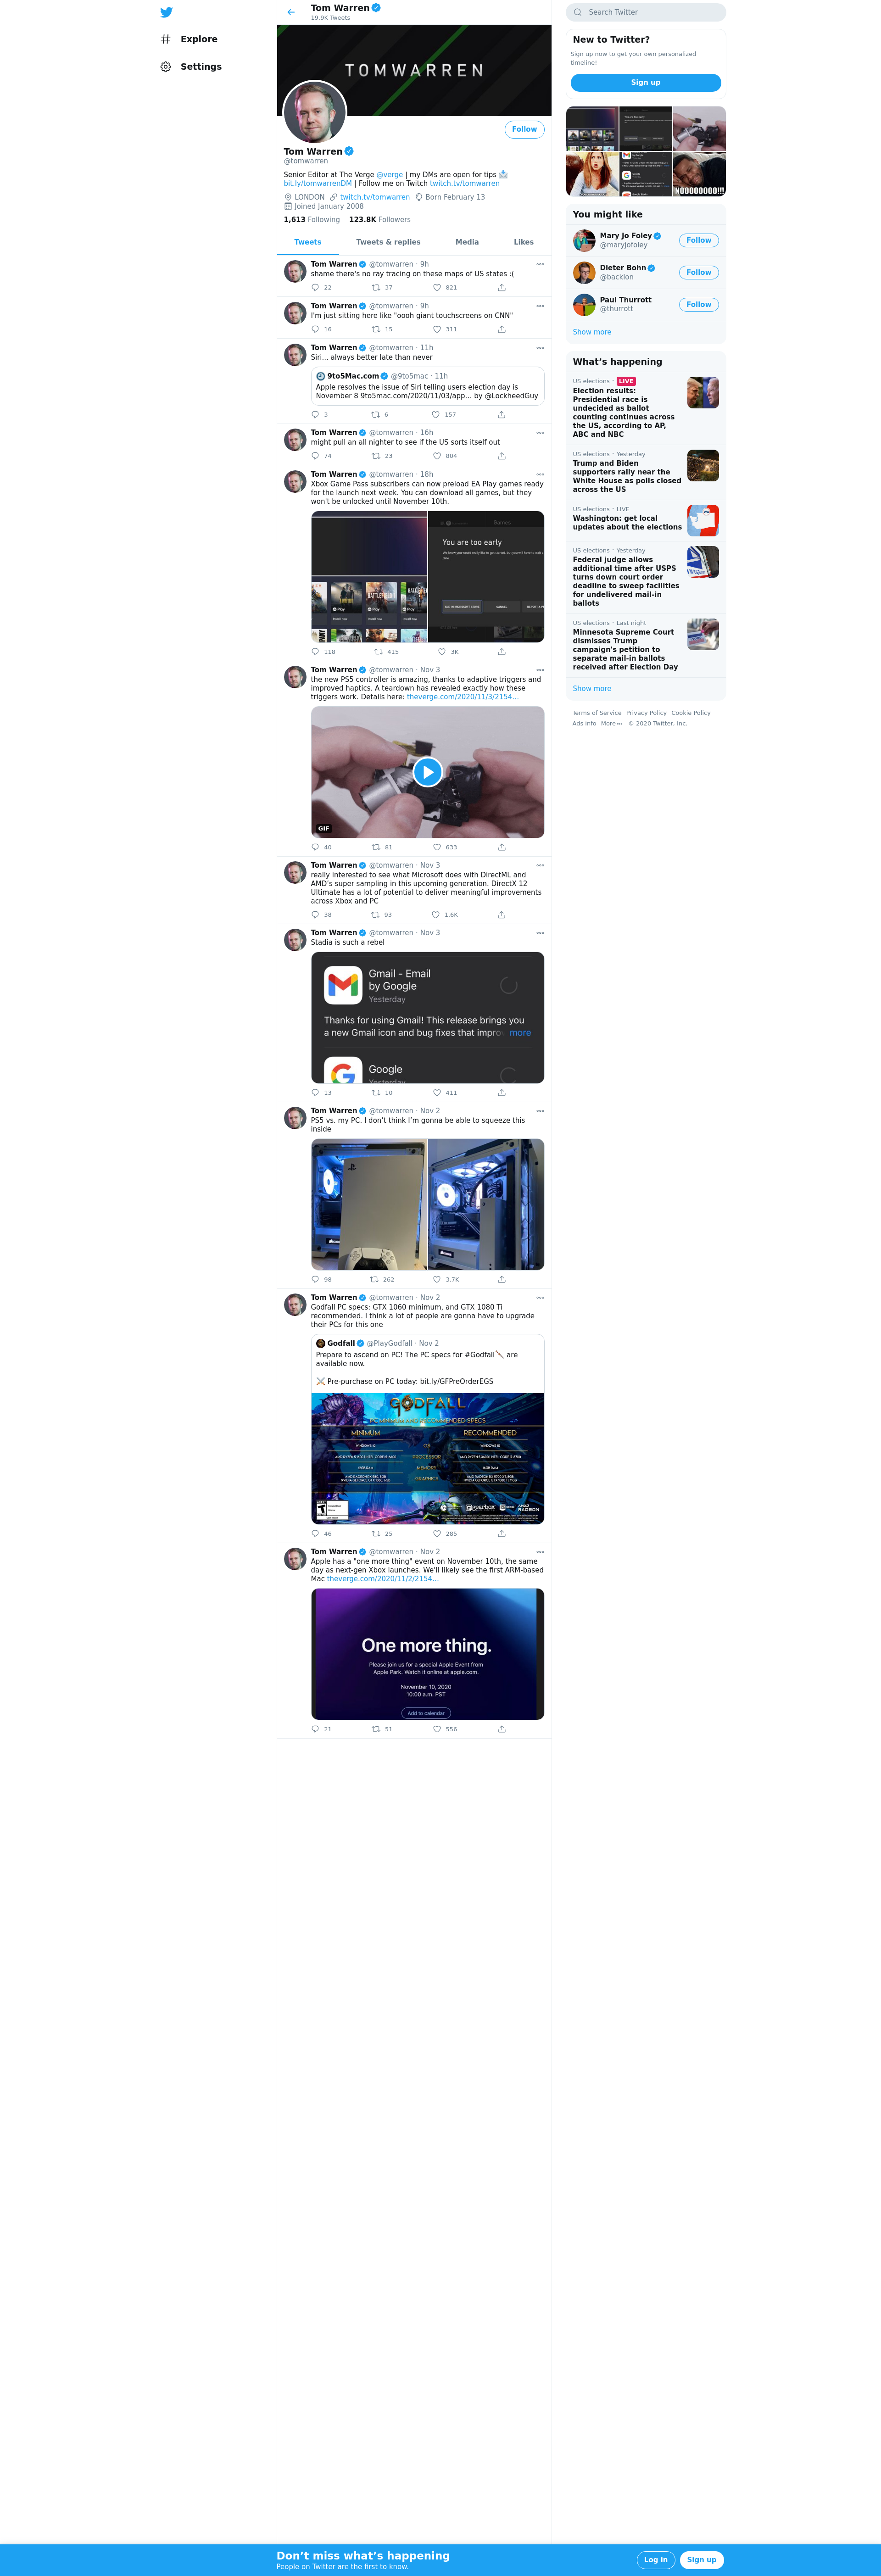 Explore
Settings
Tom Warren
19.9K Tweets
TOMWARREN
Follow
Tom Warren
@tomwarren
Senior Editor at The Verge @verge | my DMs are open for tips
bit.ly/tomwarrenDM | Follow me on Twitch twitch.tv/tomwarren
LONDON twitch.tv/tomwarren Born February 13
Joined January 2008
1,613 Following 123.8K Followers
Tweets Tweets & replies Media Likes
Tom Warren @tomwarren · 9h
shame there's no ray tracing on these maps of US states :(
22 37 821
Tom Warren @tomwarren · 9h
I'm just sitting here like "oooh giant touchscreens on CNN"
16 15 311
Tom Warren @tomwarren · 11h
Siri... always better late than never
9to5Mac.com @9to5mac · 11h
Apple resolves the issue of Siri telling users election day is
November 8 9to5mac.com/2020/11/03/app… by @LockheedGuy
3 6 157
Tom Warren @tomwarren · 16h
might pull an all nighter to see if the US sorts itself out
74 23 804
Tom Warren @tomwarren · 18h
Xbox Game Pass subscribers can now preload EA Play games ready
for the launch next week. You can download all games, but they
won't be unlocked until November 10th.
You are too early
118 415 3K
Tom Warren @tomwarren · Nov 3
the new PS5 controller is amazing, thanks to adaptive triggers and
improved haptics. A teardown has revealed exactly how these
triggers work. Details here: theverge.com/2020/11/3/2154…
GIF
40 81 633
Tom Warren @tomwarren · Nov 3
really interested to see what Microsoft does with DirectML and
AMD's super sampling in this upcoming generation. DirectX 12
Ultimate has a lot of potential to deliver meaningful improvements
across Xbox and PC
38 93 1.6K
Tom Warren @tomwarren · Nov 3
Stadia is such a rebel
Gmail - Email
by Google
Yesterday
Thanks for using Gmail! This release brings you
a new Gmail icon and bug fixes that impro more
Google
Yesterday
13 10 411
Tom Warren @tomwarren · Nov 2
PS5 vs. my PC. I don't think I'm gonna be able to squeeze this
inside
98 262 3.7K
Tom Warren @tomwarren · Nov 2
Godfall PC specs: GTX 1060 minimum, and GTX 1080 Ti
recommended. I think a lot of people are gonna have to upgrade
their PCs for this one
Godfall @PlayGodfall · Nov 2
Prepare to ascend on PC! The PC specs for #Godfall are
available now.
Pre-purchase on PC today: bit.ly/GFPreOrderEGS
GODFALL
PC MINIMUM AND RECOMMENDED SPECS
MINIMUM RECOMMENDED
WINDOWS 10 OS WINDOWS 10
PROCESSOR
MEMORY
GRAPHICS
gearbox AMD RADEON
46 25 285
Tom Warren @tomwarren · Nov 2
Apple has a "one more thing" event on November 10th, the same
day as next-gen Xbox launches. We'll likely see the first ARM-based
Mac theverge.com/2020/11/2/2154…
One more thing.
Please join us for a special Apple Event from
Apple Park. Watch it online at apple.com.
November 10, 2020
10:00 a.m. PST
Add to calendar
21 51 556
Search Twitter
New to Twitter?
Sign up now to get your own personalized
timeline!
Sign up
NOOOOOOOO!!!
You might like
Mary Jo Foley
@maryjofoley
Follow
Dieter Bohn
@backlon
Follow
Paul Thurrott
@thurrott
Follow
Show more
What's happening
US elections · LIVE
Election results:
Presidential race is
undecided as ballot
counting continues across
the US, according to AP,
ABC and NBC
US elections · Yesterday
Trump and Biden
supporters rally near the
White House as polls closed
across the US
US elections · LIVE
Washington: get local
updates about the elections
US elections · Yesterday
Federal judge allows
additional time after USPS
turns down court order
deadline to sweep facilities
for undelivered mail-in
ballots
US elections · Last night
Minnesota Supreme Court
dismisses Trump
campaign's petition to
separate mail-in ballots
received after Election Day
Show more
Terms of Service Privacy Policy Cookie Policy
Ads info More © 2020 Twitter, Inc.
Don't miss what's happening
People on Twitter are the first to know.
Log in
Sign up